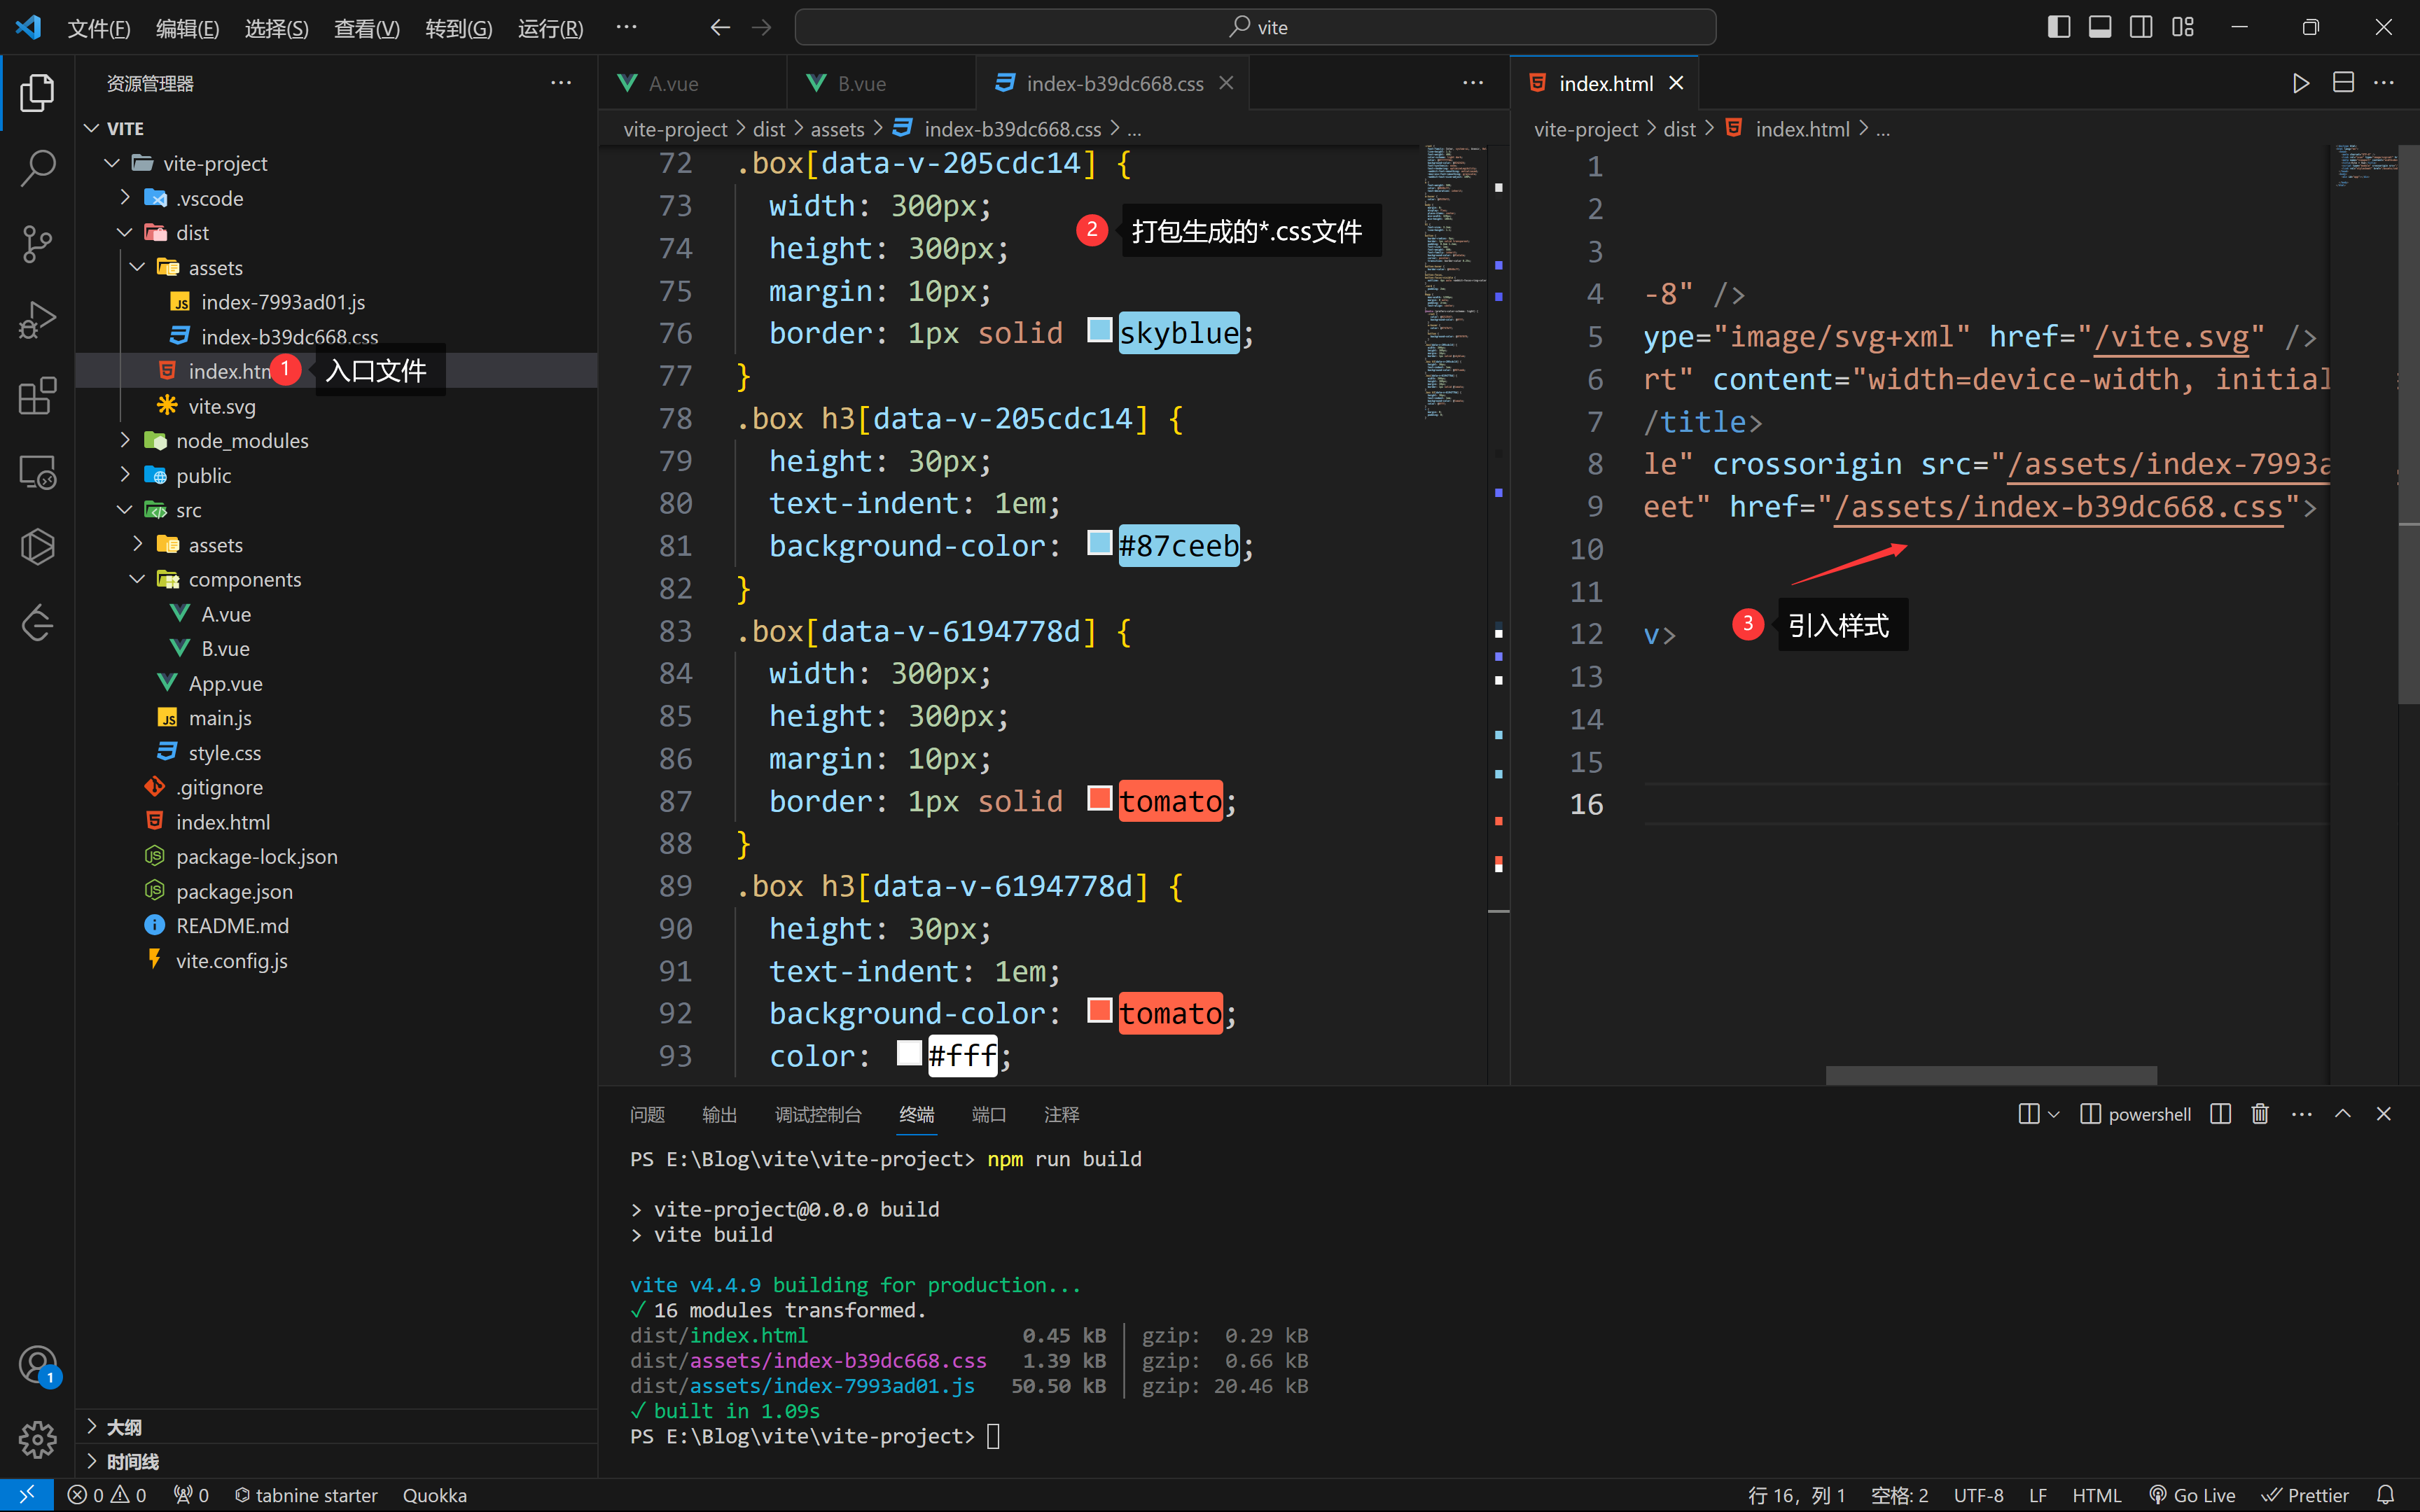 文件(F) 编辑(E) 选择(S) 查看(V) 转到(G) 运行(R) ··· vite
资源管理器
VITE
vite-project
.vscode
dist
assets
index-7993ad01.js
index-b39dc668.css
1 入口文件
vite.svg
node_modules
public
src
assets
components
A.vue
B.vue
App.vue
main.js
style.css
.gitignore
index.html
package-lock.json
package.json
README.md
vite.config.js
大纲
时间线
A.vue B.vue index-b39dc668.css
vite-project > dist > assets > index-b39dc668.css > ...
72 .box[data-v-205cdc14] {
73 width: 300px;
74 height: 300px;
75 margin: 10px;
76 border: 1px solid skyblue;
77 }
78 .box h3[data-v-205cdc14] {
79 height: 30px;
80 text-indent: 1em;
81 background-color: #87ceeb;
82 }
83 .box[data-v-6194778d] {
84 width: 300px;
85 height: 300px;
86 margin: 10px;
87 border: 1px solid tomato;
88 }
89 .box h3[data-v-6194778d] {
90 height: 30px;
91 text-indent: 1em;
92 background-color: tomato;
93 color: #fff;
2 打包生成的*.css文件
index.html
vite-project > dist > index.html > ...
1
2
3
4 -8" />
5 ype="image/svg+xml" href="/vite.svg" />
6 rt" content="width=device-width, initial
7 /title>
8 le" crossorigin src="/assets/index-7993a
9 eet" href="/assets/index-b39dc668.css">
10
11
12 v>
13
14
15
16
3 引入样式
问题 输出 调试控制台 终端 端口 注释
powershell
PS E:\Blog\vite\vite-project> npm run build
> vite-project@0.0.0 build
> vite build
vite v4.4.9 building for production...
✓ 16 modules transformed.
dist/index.html 0.45 kB │ gzip: 0.29 kB
dist/assets/index-b39dc668.css 1.39 kB │ gzip: 0.66 kB
dist/assets/index-7993ad01.js 50.50 kB │ gzip: 20.46 kB
✓ built in 1.09s
PS E:\Blog\vite\vite-project>
1
0 0 0 tabnine starter Quokka 行 16，列 1 空格: 2 UTF-8 LF HTML Go Live Prettier